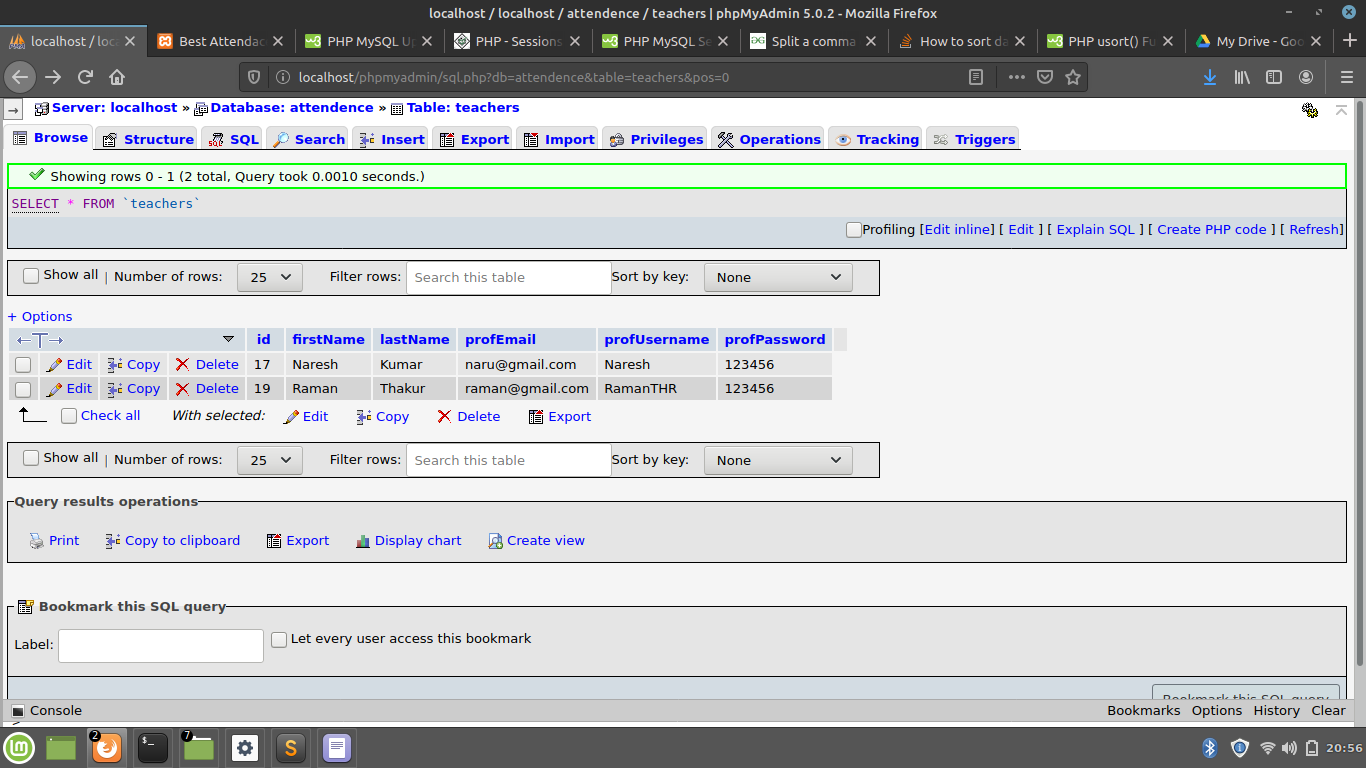 localhost / localhost / attendence / teachers | phpMyAdmin 5.0.2 - Mozilla Firefox
localhost / loc Best Attendac PHP MySQL Up PHP - Sessions PHP MySQL Se Split a comma How to sort da PHP usort() Fu My Drive - Goo
localhost/phpmyadmin/sql.php?db=attendence&table=teachers&pos=0
Server: localhost » Database: attendence » Table: teachers
Browse Structure SQL Search Insert Export Import Privileges Operations Tracking Triggers
Showing rows 0 - 1 (2 total, Query took 0.0010 seconds.)
SELECT * FROM `teachers`
Profiling [Edit inline] [ Edit ] [ Explain SQL ] [ Create PHP code ] [ Refresh]
Show all | Number of rows: 25 Filter rows: Search this table Sort by key: None
+ Options
←T→ id firstName lastName profEmail profUsername profPassword
Edit Copy Delete 17 Naresh Kumar naru@gmail.com Naresh 123456
Edit Copy Delete 19 Raman Thakur raman@gmail.com RamanTHR 123456
Check all With selected: Edit Copy Delete Export
Show all | Number of rows: 25 Filter rows: Search this table Sort by key: None
Query results operations
Print Copy to clipboard Export Display chart Create view
Bookmark this SQL query
Label: Let every user access this bookmark
Bookmark this SQL query
Console Bookmarks Options History Clear
2 7 20:56